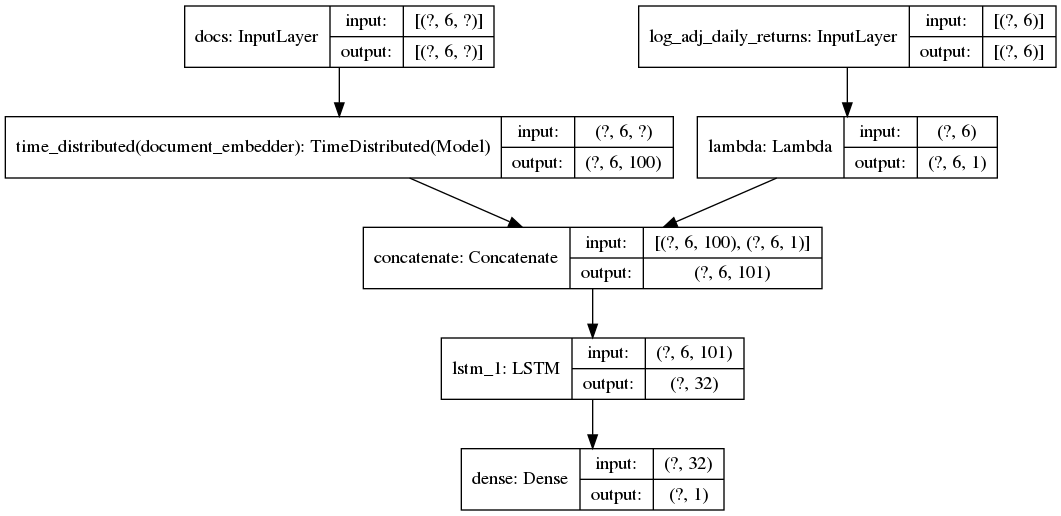 docs: InputLayer
input:
[(?, 6, ?)]
output:
[(?, 6, ?)]
log_adj_daily_returns: InputLayer
input:
[(?, 6)]
output:
[(?, 6)]
time_distributed(document_embedder): TimeDistributed(Model)
input:
(?, 6, ?)
output:
(?, 6, 100)
lambda: Lambda
input:
(?, 6)
output:
(?, 6, 1)
concatenate: Concatenate
input:
[(?, 6, 100), (?, 6, 1)]
output:
(?, 6, 101)
lstm_1: LSTM
input:
(?, 6, 101)
output:
(?, 32)
dense: Dense
input:
(?, 32)
output:
(?, 1)